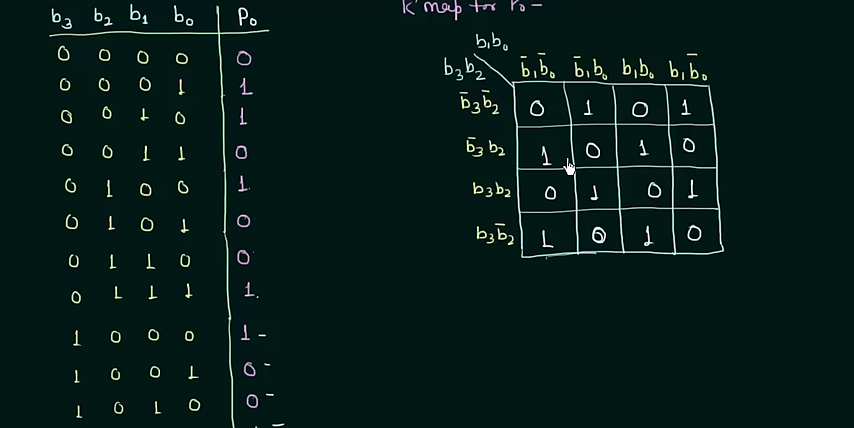 K map for P₀ –
b₃ b₂ b₁ b₀ P₀
0 0 0 0 0
0 0 0 1 1
0 0 1 0 1
0 0 1 1 0
0 1 0 0 1
0 1 0 1 0
0 1 1 0 0
0 1 1 1 1.
1 0 0 0 1 -
1 0 0 1 0 -
1 0 1 0 0 -
b₁b₀
b₃b₂ b̄₁b̄₀ b̄₁b₀ b₁b₀ b₁b̄₀
b̄₃b̄₂ 0 1 0 1
b̄₃b₂ 1 0 1 0
b₃b₂ 0 1 0 1
b₃b̄₂ 1 0 1 0